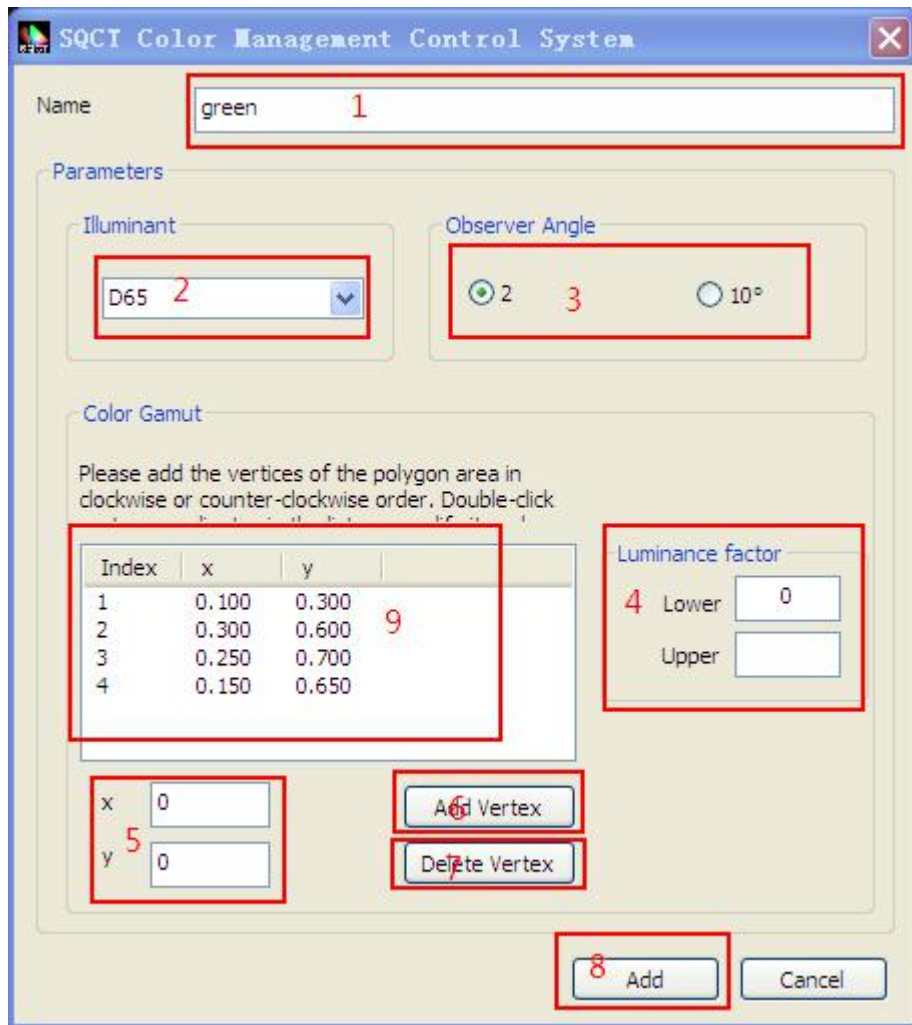 SQCT Color Management Control System
Name
green 1
Parameters
Illuminant
Observer Angle
D65 2
2 3 10°
Color Gamut
Please add the vertices of the polygon area in
clockwise or counter-clockwise order. Double-click
Index x y
1 0.100 0.300
2 0.300 0.600
3 0.250 0.700
4 0.150 0.650
9
Luminance factor
4 Lower 0
Upper
x 0
5
y 0
6 Add Vertex
7 Delete Vertex
8 Add
Cancel